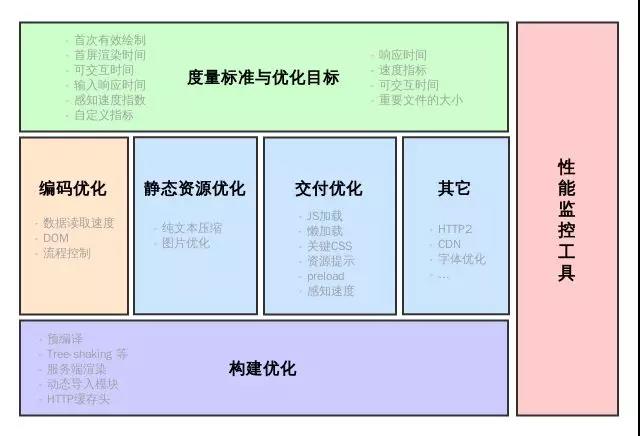 - 首次有效绘制
- 首屏渲染时间
- 可交互时间
- 输入响应时间
- 感知速度指数
- 自定义指标
度量标准与优化目标
- 响应时间
- 速度指标
- 可交互时间
- 重要文件的大小
编码优化
- 数据读取速度
- DOM
- 流程控制
静态资源优化
- 纯文本压缩
- 图片优化
交付优化
- JS加载
- 懒加载
- 关键CSS
- 资源提示
- preload
- 感知速度
其它
- HTTP2
- CDN
- 字体优化
- ...
- 预编译
- Tree-shaking 等
- 服务端渲染
- 动态导入模块
- HTTP缓存头
构建优化
性能监控工具